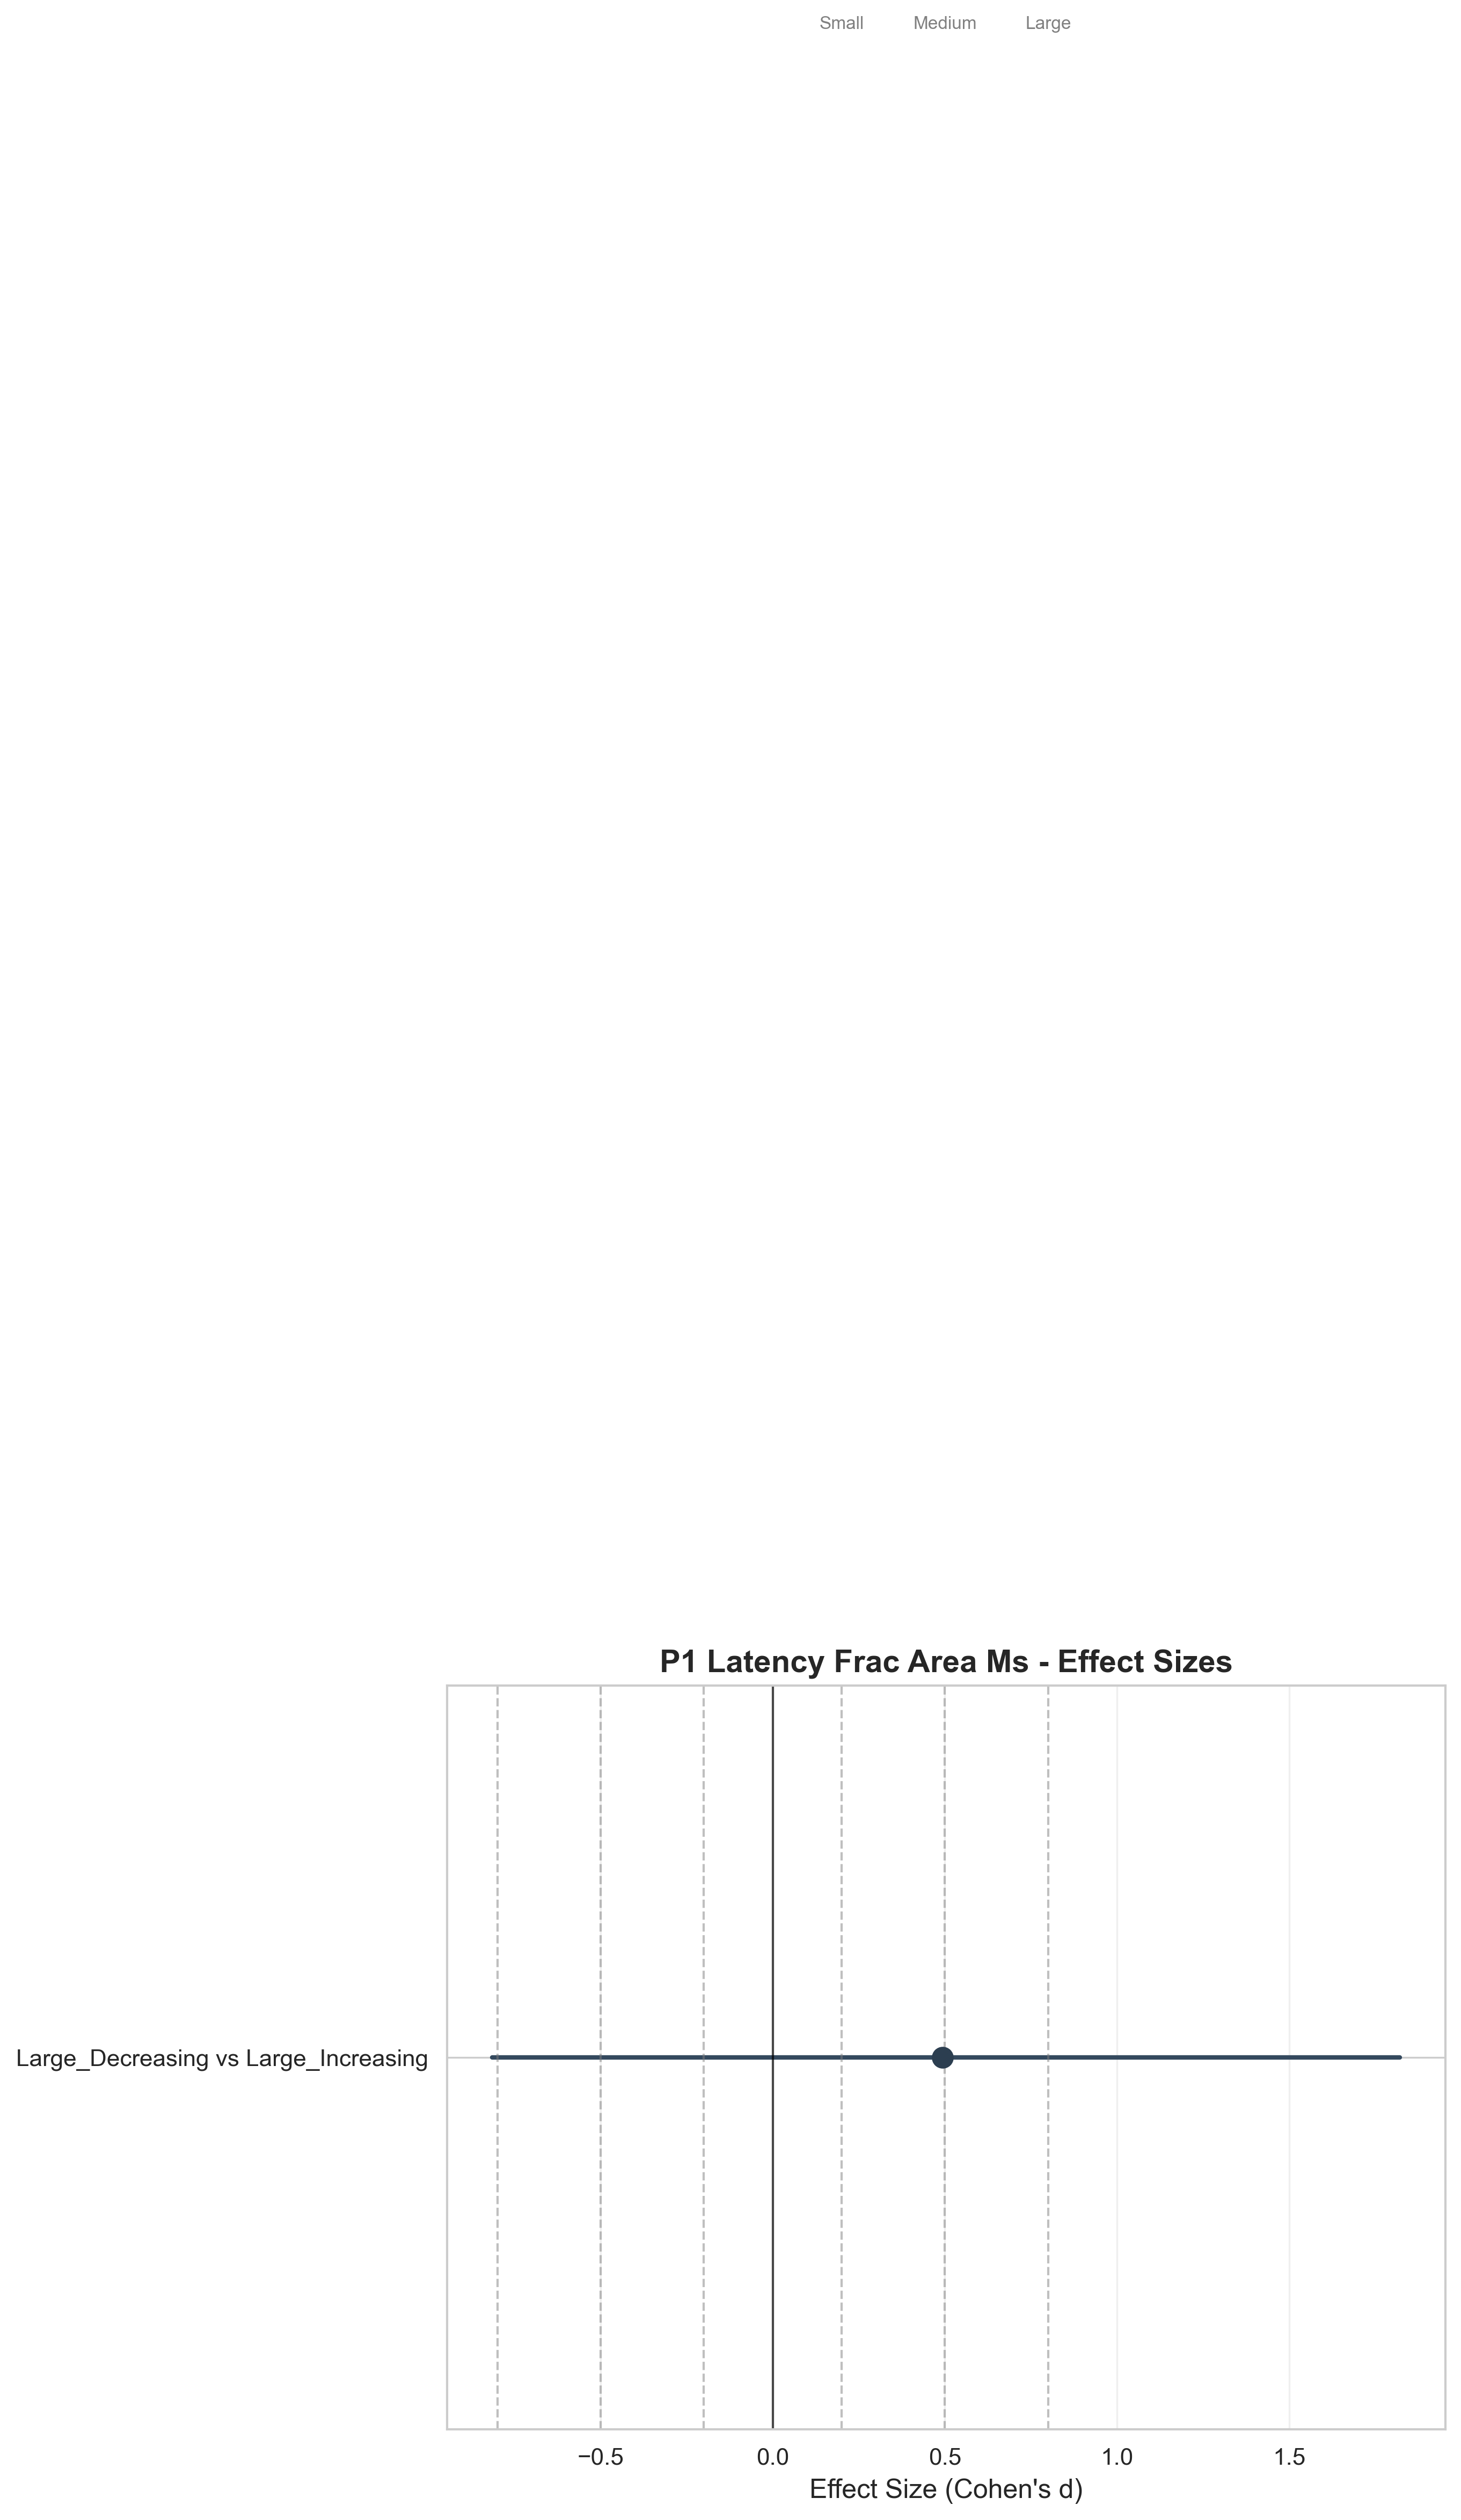 Small Medium Large
P1 Latency Frac Area Ms - Effect Sizes
Large_Decreasing vs Large_Increasing
−0.5 0.0 0.5 1.0 1.5
Effect Size (Cohen's d)